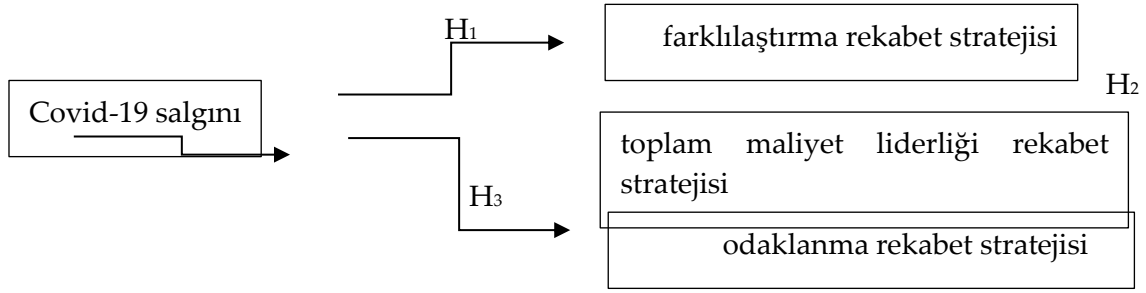 H1
farklılaştırma rekabet stratejisi
H2
Covid-19 salgını
toplam maliyet liderliği rekabet
stratejisi
H3
odaklanma rekabet stratejisi